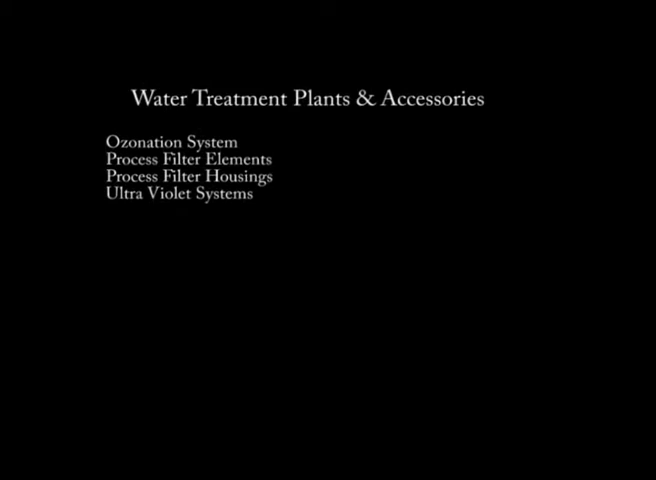 Water Treatment Plants & Accessories
Ozonation System
Process Filter Elements
Process Filter Housings
Ultra Violet Systems